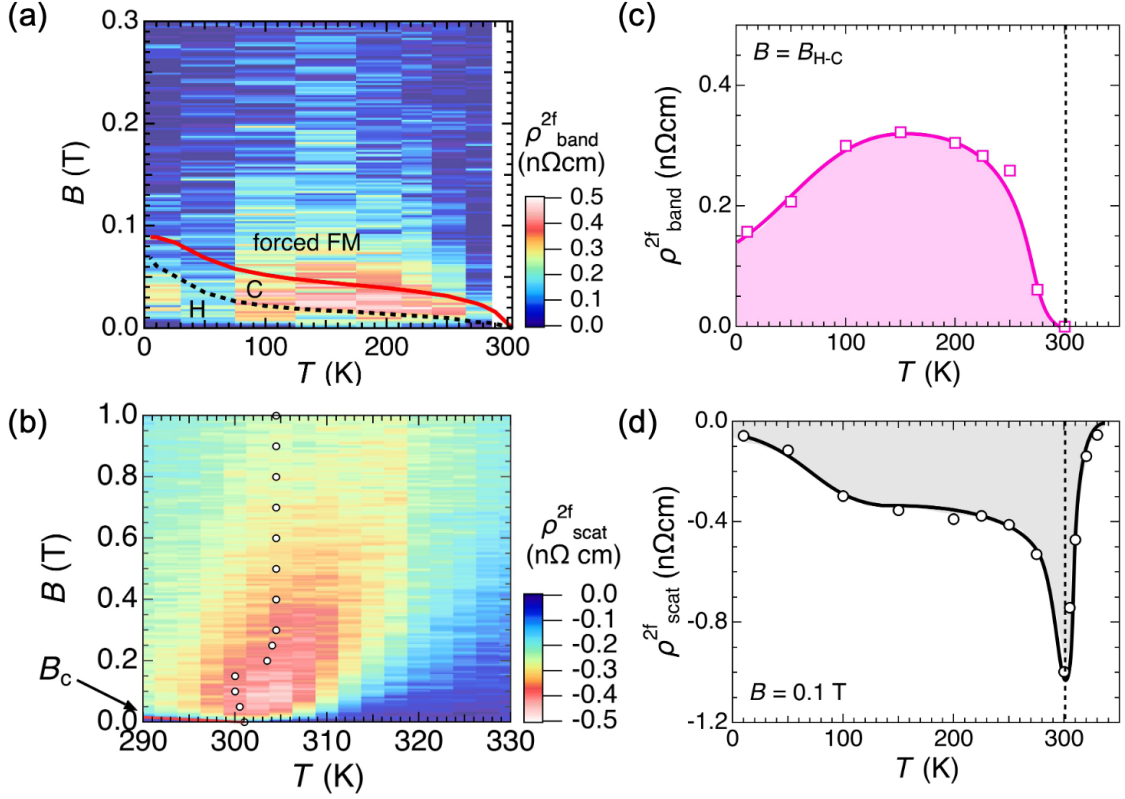 (a)
0.3
0.2
0.1
0.0
B (T)
forced FM
C
H
0
100
200
300
T (K)
ρ²ᶠband
(nΩcm)
0.5
0.4
0.3
0.2
0.1
0.0
(b)
1.0
0.8
0.6
0.4
0.2
0.0
B (T)
Bc
290
300
310
320
330
T (K)
ρ²ᶠscat
(nΩ cm)
0.0
-0.1
-0.2
-0.3
-0.4
-0.5
(c)
B = BH-C
0.4
0.2
0.0
ρ²ᶠband (nΩcm)
0
100
200
300
T (K)
(d)
0.0
-0.4
-0.8
-1.2
ρ²ᶠscat (nΩcm)
B = 0.1 T
0
100
200
300
T (K)